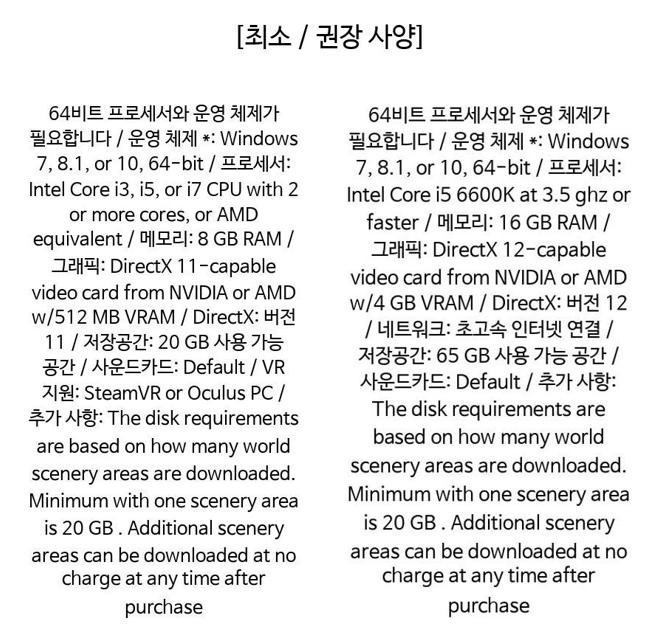 [최소 / 권장 사양]
64비트 프로세서와 운영 체제가
필요합니다 / 운영 체제 *: Windows
7, 8.1, or 10, 64-bit / 프로세서:
Intel Core i3, i5, or i7 CPU with 2
or more cores, or AMD
equivalent / 메모리: 8 GB RAM /
그래픽: DirectX 11-capable
video card from NVIDIA or AMD
w/512 MB VRAM / DirectX: 버전
11 / 저장공간: 20 GB 사용 가능
공간 / 사운드카드: Default / VR
지원: SteamVR or Oculus PC /
추가 사항: The disk requirements
are based on how many world
scenery areas are downloaded.
Minimum with one scenery area
is 20 GB . Additional scenery
areas can be downloaded at no
charge at any time after
purchase
64비트 프로세서와 운영 체제가
필요합니다 / 운영 체제 *: Windows
7, 8.1, or 10, 64-bit / 프로세서:
Intel Core i5 6600K at 3.5 ghz or
faster / 메모리: 16 GB RAM /
그래픽: DirectX 12-capable
video card from NVIDIA or AMD
w/4 GB VRAM / DirectX: 버전 12
/ 네트워크: 초고속 인터넷 연결 /
저장공간: 65 GB 사용 가능 공간 /
사운드카드: Default / 추가 사항:
The disk requirements are
based on how many world
scenery areas are downloaded.
Minimum with one scenery area
is 20 GB . Additional scenery
areas can be downloaded at no
charge at any time after
purchase